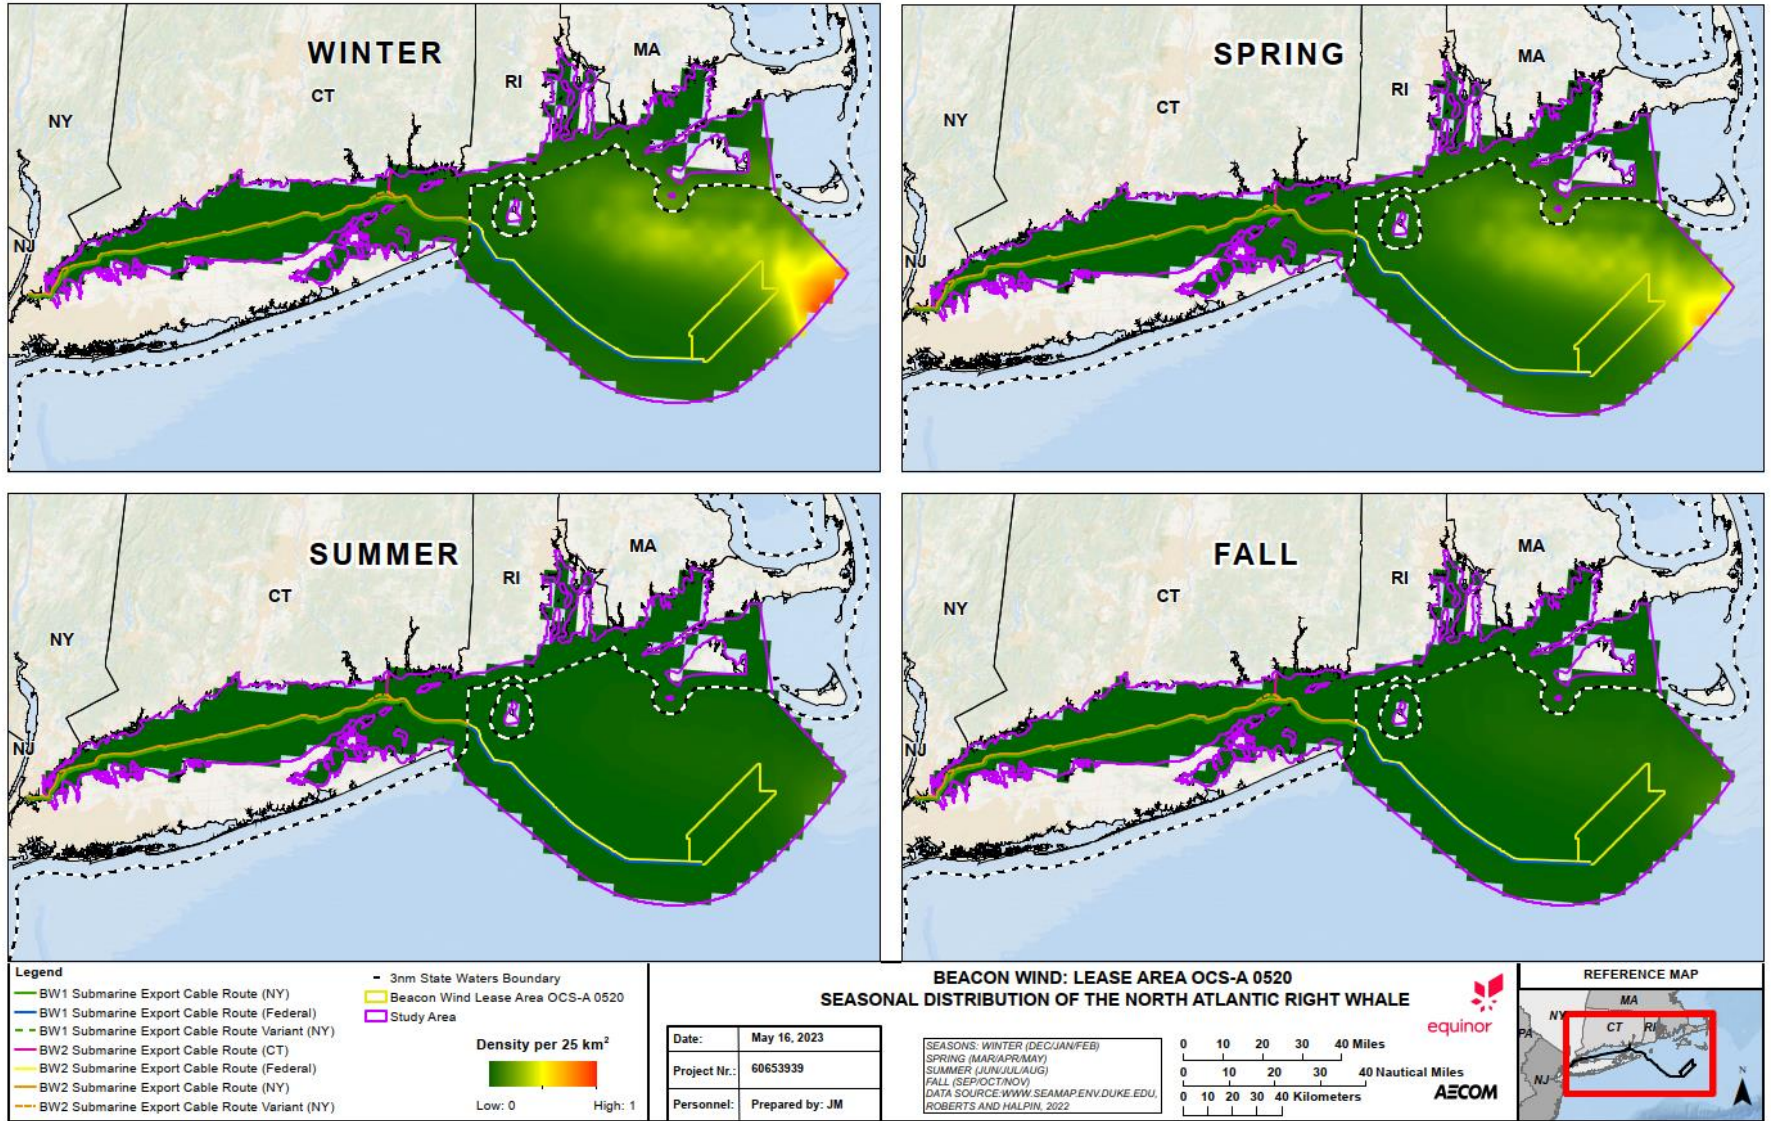 WINTER
MA
RI
CT
NY
NJ
SPRING
MA
RI
CT
NY
NJ
SUMMER
MA
RI
CT
NY
NJ
FALL
MA
RI
CT
NY
NJ
Legend
BW1 Submarine Export Cable Route (NY)
BW1 Submarine Export Cable Route (Federal)
BW1 Submarine Export Cable Route Variant (NY)
BW2 Submarine Export Cable Route (CT)
BW2 Submarine Export Cable Route (Federal)
BW2 Submarine Export Cable Route (NY)
BW2 Submarine Export Cable Route Variant (NY)
3nm State Waters Boundary
Beacon Wind Lease Area OCS-A 0520
Study Area
Density per 25 km²
Low: 0 High: 1
BEACON WIND: LEASE AREA OCS-A 0520
SEASONAL DISTRIBUTION OF THE NORTH ATLANTIC RIGHT WHALE
Date: May 16, 2023
Project Nr.: 60653939
Personnel: Prepared by: JM
SEASONS: WINTER (DEC/JAN/FEB)
SPRING (MAR/APR/MAY)
SUMMER (JUN/JUL/AUG)
FALL (SEP/OCT/NOV)
DATA SOURCE:WWW.SEAMAP.ENV.DUKE.EDU,
ROBERTS AND HALPIN, 2022
0 10 20 30 40 Miles
0 10 20 30 40 Nautical Miles
0 10 20 30 40 Kilometers
equinor
AECOM
REFERENCE MAP
MA
NY
CT RI
PA
NJ
N